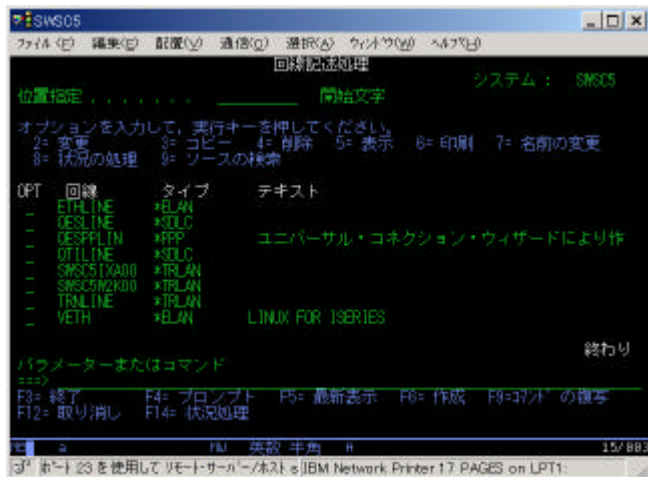 SWSC5
ファイル(E) 編集(E) 配置(V) 通信(C) 選択(A) ウィンドウ(W) ヘルプ(H)
回線記述処理
システム : SWSC5
位置指定 . . . . . . . 開始文字
オプションを入力して，実行キーを押してください。
2= 変更 3= コピー 4= 削除 5= 表示 6= 印刷 7= 名前の変更
8= 状況の処理 9= ソースの検索
OPT 回線 タイプ テキスト
_ ETHLINE *ELAN
_ QESLINE *SDLC
_ QESPPLIN *PPP ユニバーサル・コネクション・ウィザードにより作
_ QTILINE *SDLC
_ SWSC5IXA00 *TRLAN
_ SWSC5W2K00 *TRLAN
_ TRNLINE *TRLAN
_ VETH *ELAN LINUX FOR ISERIES
終わり
パラメーターまたはコマンド
===>
F3= 終了 F4= プロンプト F5= 最新表示 F6= 作成 F9=ｺﾏﾝﾄﾞ の複写
F12= 取り消し F14= 状況処理
a MW 英数 半角 15/003
ポート 23 を使用して リモート・サーバー/ホスト s IBM Network Printer 17 PAGES on LPT1: